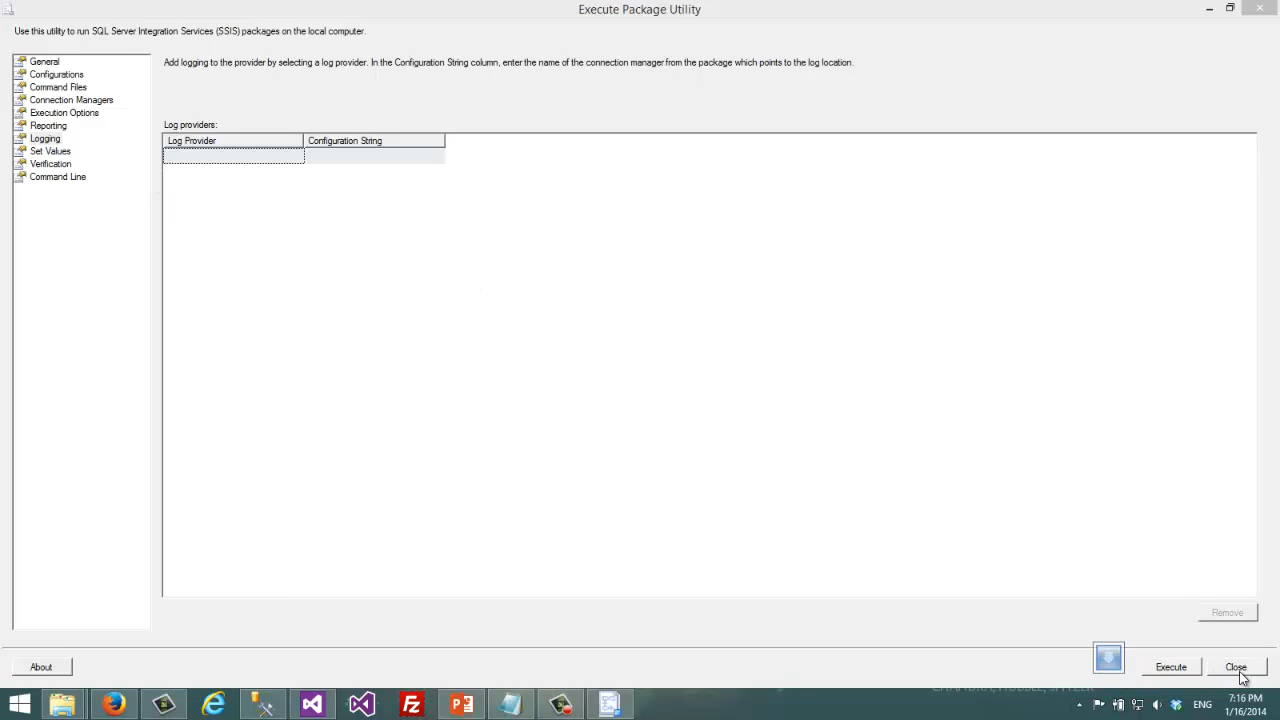 Execute Package Utility
Use this utility to run SQL Server Integration Services (SSIS) packages on the local computer.
General
Configurations
Command Files
Connection Managers
Execution Options
Reporting
Logging
Set Values
Verification
Command Line
Add logging to the provider by selecting a log provider. In the Configuration String column, enter the name of the connection manager from the package which points to the log location.
Log providers:
Log Provider Configuration String
Remove
About Execute Close
ENG
7:16 PM
1/16/2014